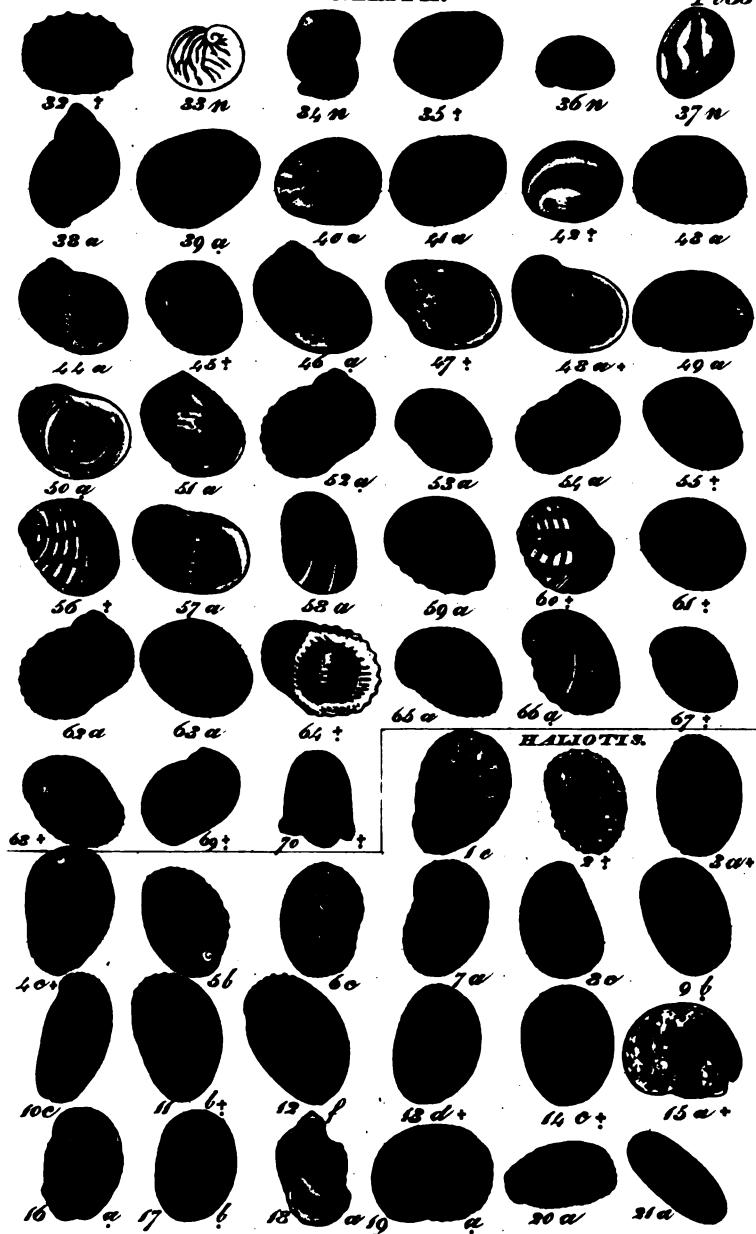 32 † 33 n 34 n 35 † 36 n 37 n
38 a 39 a 40 a 41 a 42 † 43 a
44 a 45 † 46 a 47 † 48 a + 49 a
50 a 51 a 52 a 53 a 54 a 55 †
56 † 57 a 58 a 59 a 60 † 61 †
62 a 63 a 64 † 65 a 66 a 67 †
HALIOTIS.
68 + 69 † 70 † 1 c 2 † 3 a +
4 c + 5 b 6 c 7 a 8 c 9 b
10 c 11 b † 12 f 13 d + 14 c † 15 a +
16 a 17 b 18 a 19 a 20 a 21 a